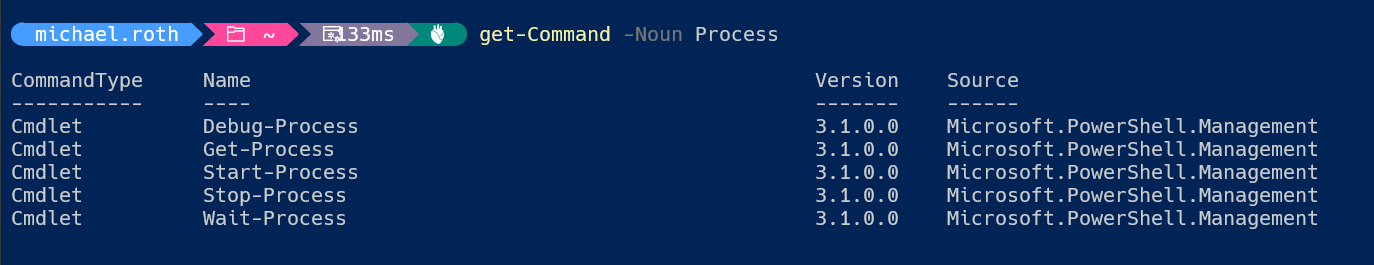 michael.roth ~ 133ms get-Command -Noun Process
CommandType Name Version Source
----------- ---- ------- ------
Cmdlet Debug-Process 3.1.0.0 Microsoft.PowerShell.Management
Cmdlet Get-Process 3.1.0.0 Microsoft.PowerShell.Management
Cmdlet Start-Process 3.1.0.0 Microsoft.PowerShell.Management
Cmdlet Stop-Process 3.1.0.0 Microsoft.PowerShell.Management
Cmdlet Wait-Process 3.1.0.0 Microsoft.PowerShell.Management